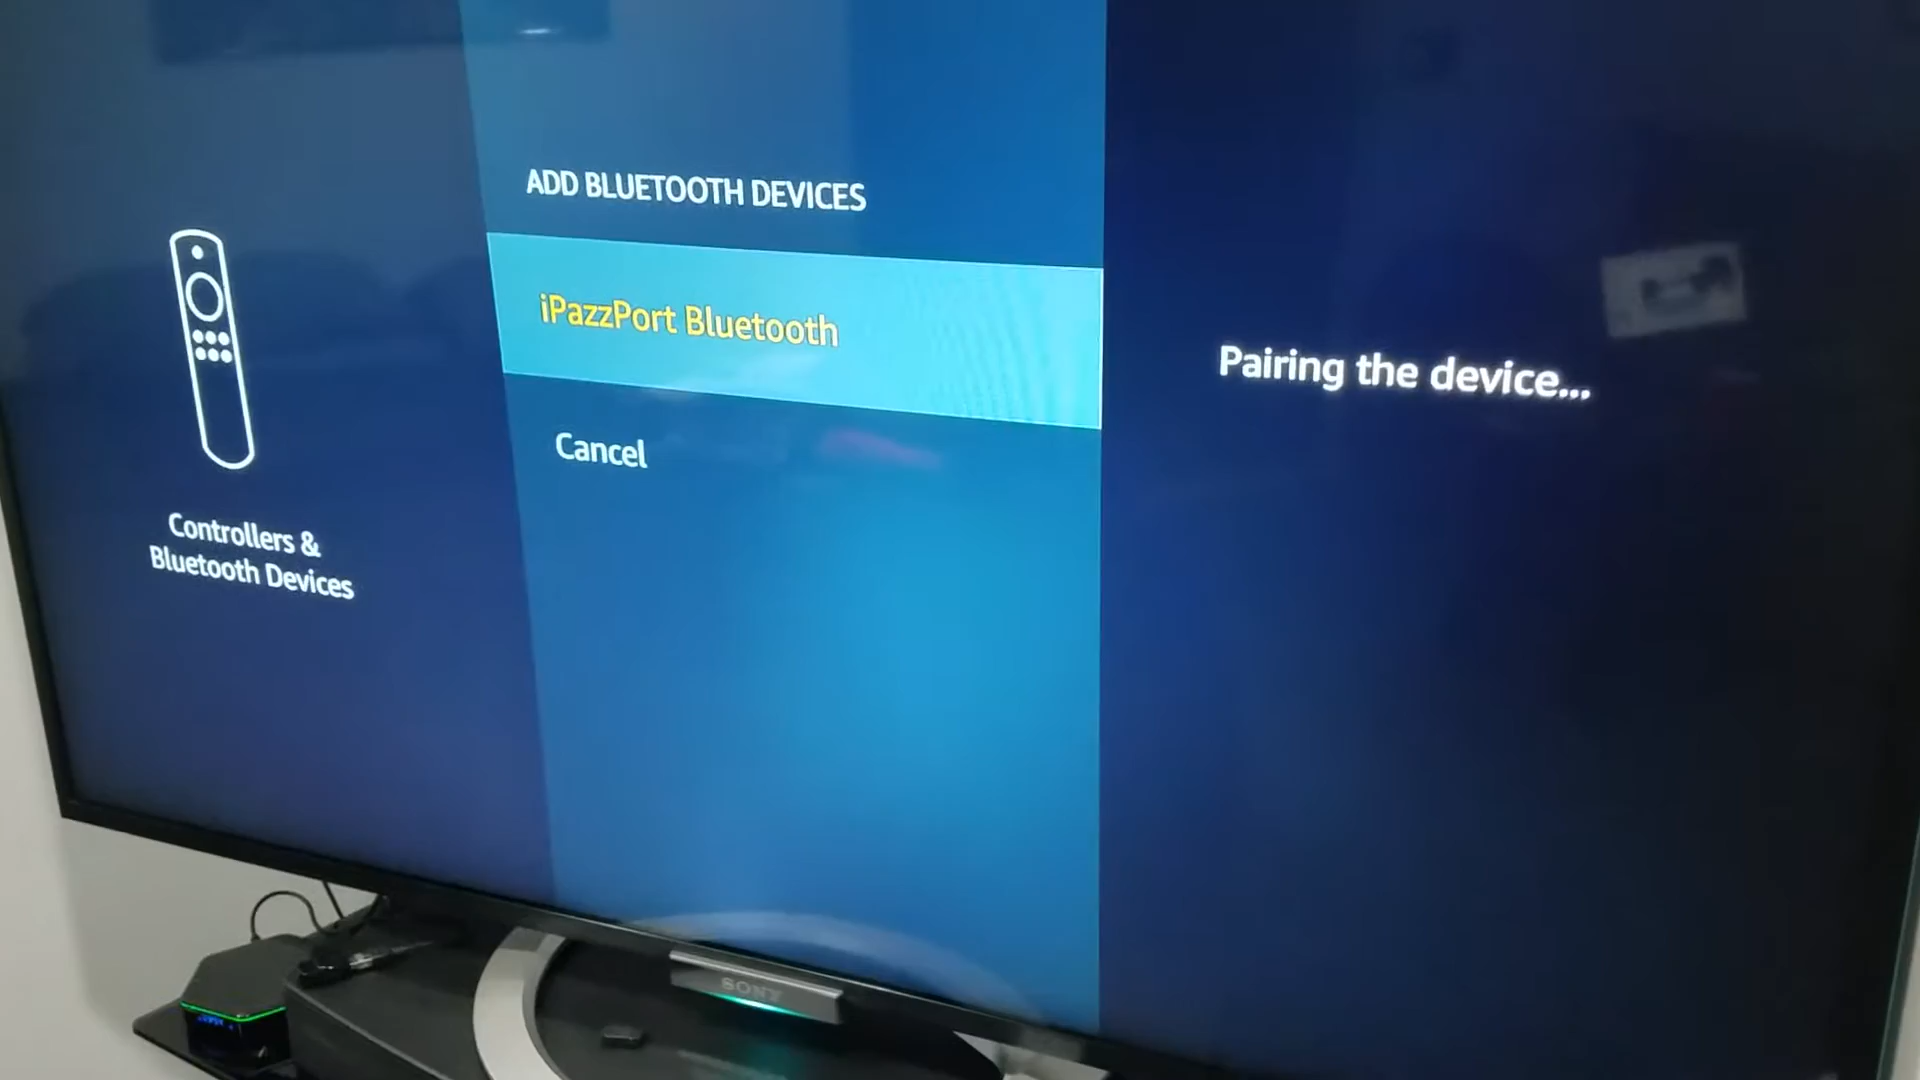 ADD BLUETOOTH DEVICES
iPazzPort Bluetooth
Cancel
Controllers &
Bluetooth Devices
Pairing the device...
SONY